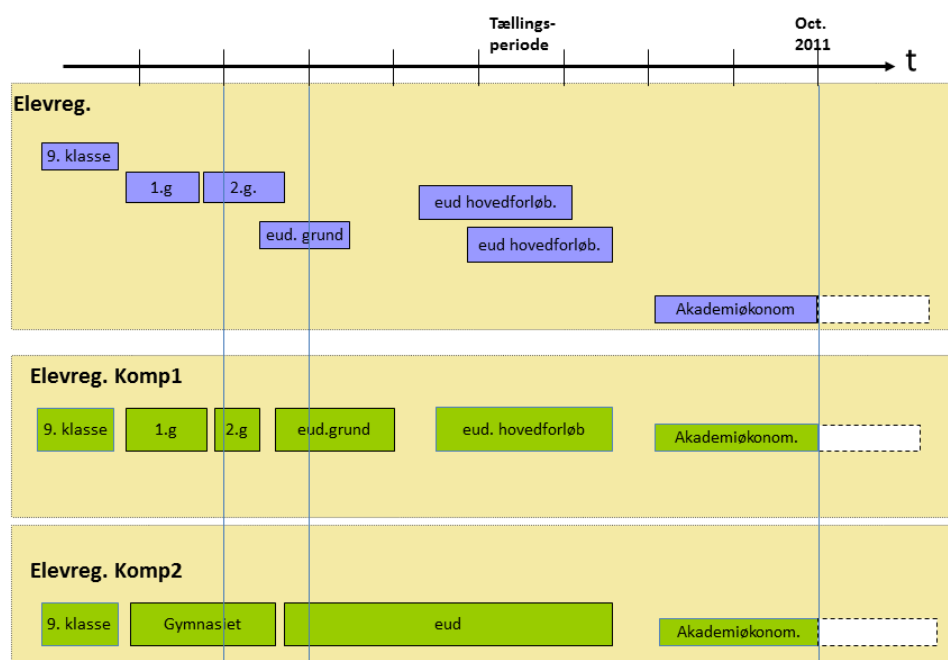 Tællings-
periode
Oct.
2011
t
Elevreg.
9. klasse
1.g
2.g.
eud. grund
eud hovedforløb.
eud hovedforløb.
Akademiøkonom
Elevreg. Komp1
9. klasse
1.g
2.g
eud.grund
eud. hovedforløb
Akademiøkonom.
Elevreg. Komp2
9. klasse
Gymnasiet
eud
Akademiøkonom.